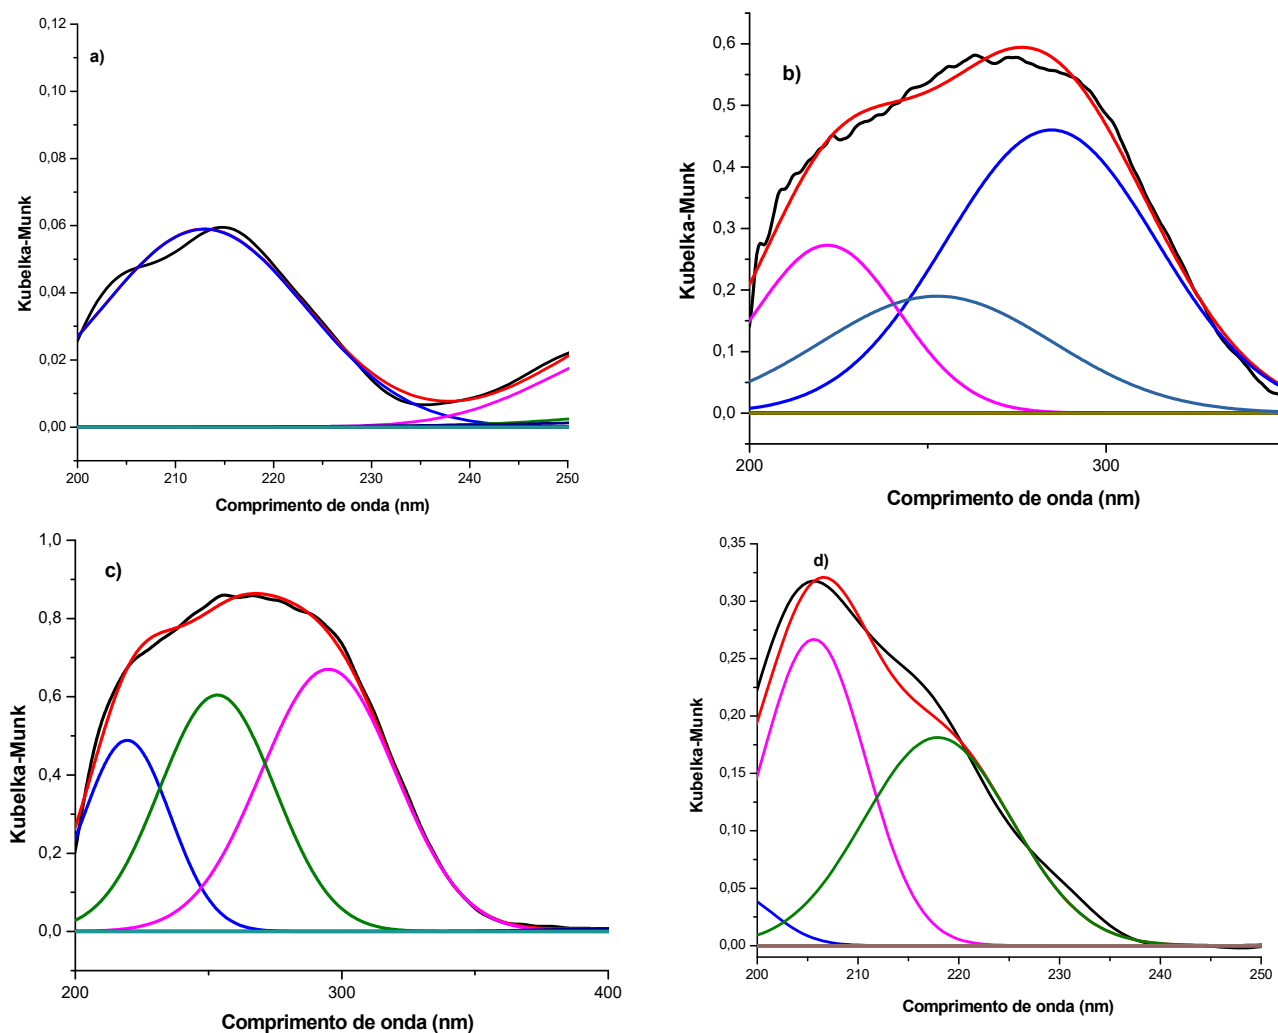 a)
0,12
0,10
0,08
0,06
0,04
0,02
0,00
Kubelka-Munk
200 210 220 230 240 250
Comprimento de onda (nm)
b)
0,6
0,5
0,4
0,3
0,2
0,1
0,0
Kubelka-Munk
200 300
Comprimento de onda (nm)
c)
1,0
0,8
0,6
0,4
0,2
0,0
Kubelka-Munk
200 300 400
Comprimento de onda (nm)
d)
0,35
0,30
0,25
0,20
0,15
0,10
0,05
0,00
Kubelka-Munk
200 210 220 230 240 250
Comprimento de onda (nm)